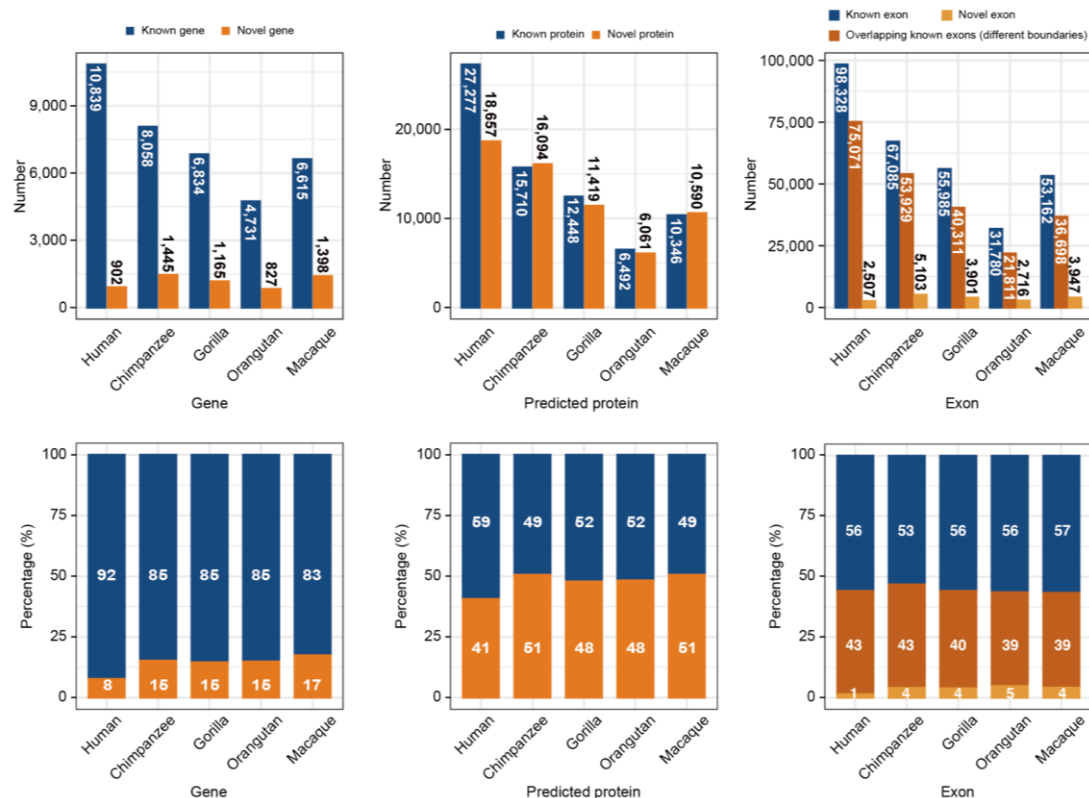 Known gene Novel gene
Number
9,000
6,000
3,000
0
10,839
902
8,058
1,445
6,834
1,165
4,731
827
6,615
1,398
Human
Chimpanzee
Gorilla
Orangutan
Macaque
Gene
Known protein Novel protein
Number
20,000
10,000
0
27,277
18,657
15,710
16,094
12,448
11,419
6,492
6,061
10,346
10,590
Human
Chimpanzee
Gorilla
Orangutan
Macaque
Predicted protein
Known exon Novel exon
Overlapping known exons (different boundaries)
Number
100,000
75,000
50,000
25,000
0
98,328
75,071
2,507
67,085
53,929
5,103
55,985
40,311
3,901
31,780
21,811
2,716
53,162
36,698
3,947
Human
Chimpanzee
Gorilla
Orangutan
Macaque
Exon
Percentage (%)
100
75
50
25
0
92 85 85 85 83
8 15 15 15 17
Human
Chimpanzee
Gorilla
Orangutan
Macaque
Gene
Percentage (%)
100
75
50
25
0
59 49 52 52 49
41 51 48 48 51
Human
Chimpanzee
Gorilla
Orangutan
Macaque
Predicted protein
Percentage (%)
100
75
50
25
0
56 53 56 56 57
43 43 40 39 39
1 4 4 5 4
Human
Chimpanzee
Gorilla
Orangutan
Macaque
Exon